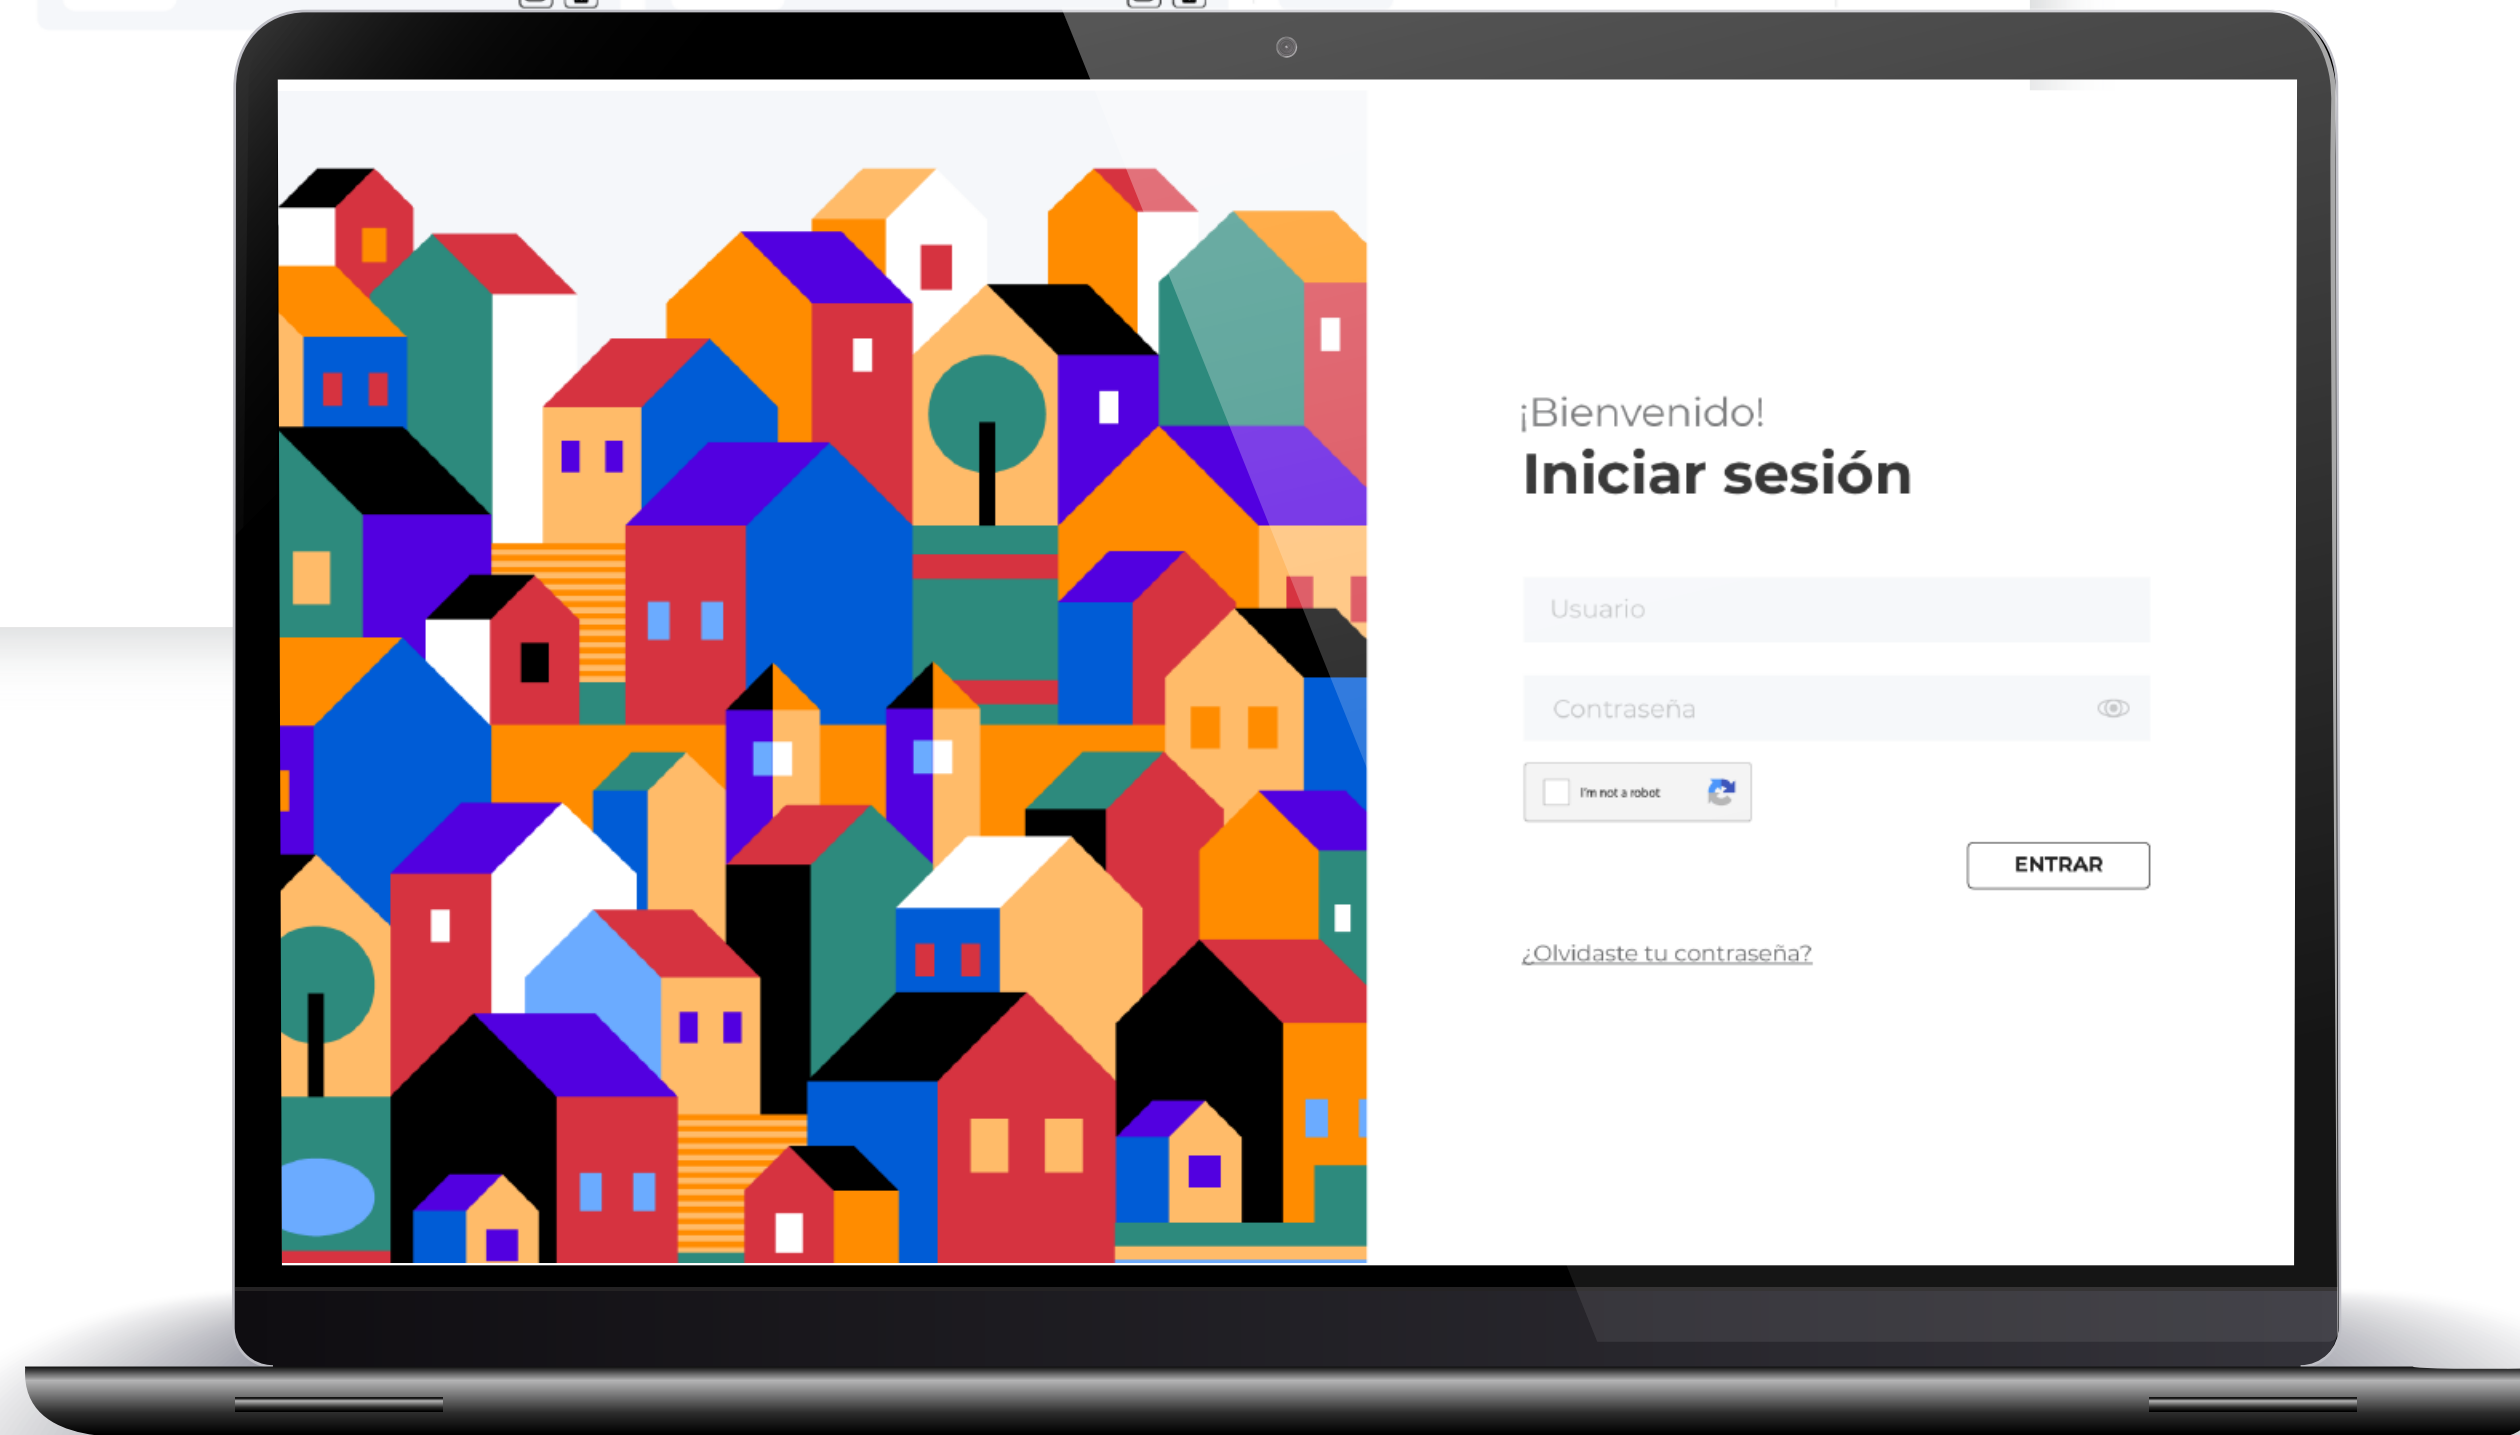 ¡Bienvenido!
Iniciar sesión
Usuario
Contraseña
I'm not a robot
ENTRAR
¿Olvidaste tu contraseña?